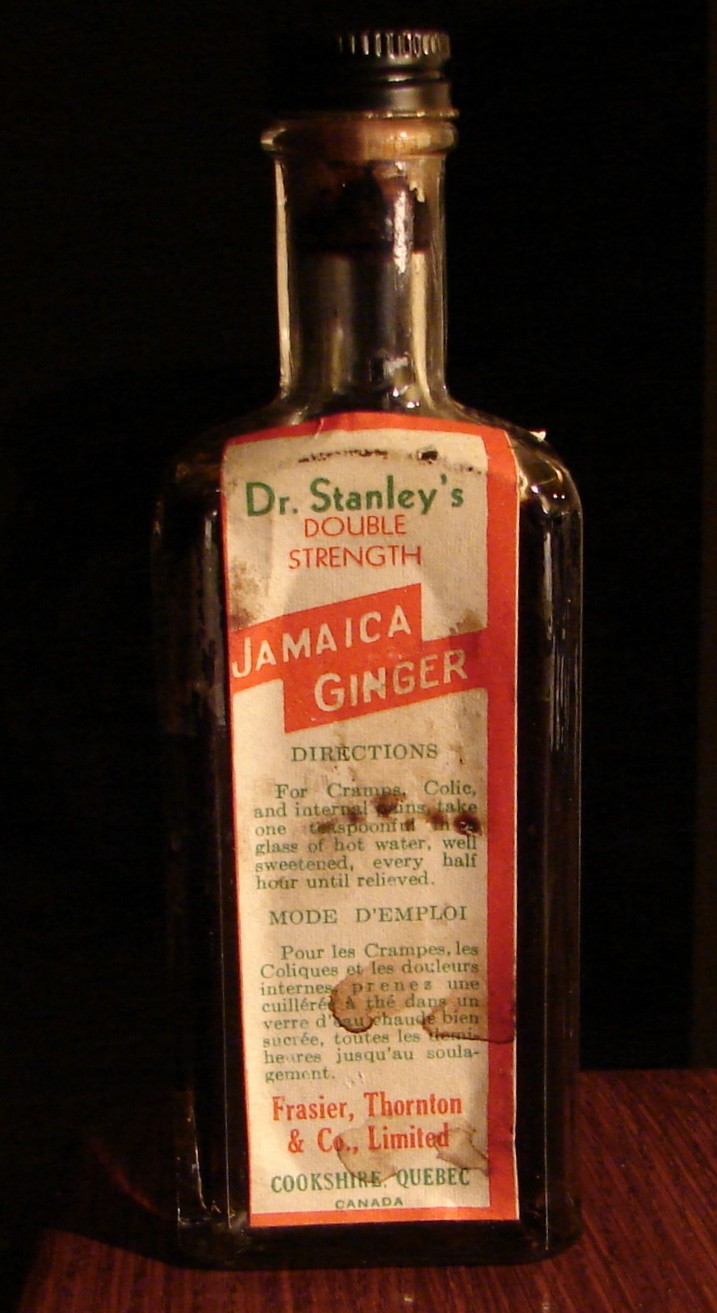 Dr. Stanley's
DOUBLE
STRENGTH
JAMAICA
GINGER
DIRECTIONS
For Cramps, Colic,
and internal pains, take
one teaspoonful in a
glass of hot water, well
sweetened, every half
hour until relieved.
MODE D'EMPLOI
Pour les Crampes, les
Coliques et les douleurs
internes, prenez une
cuillérée à thé dans un
verre d'eau chaude bien
sucrée, toutes les demi-
heures jusqu'au soula-
gement.
Frasier, Thornton
& Co., Limited
COOKSHIRE, QUEBEC
CANADA